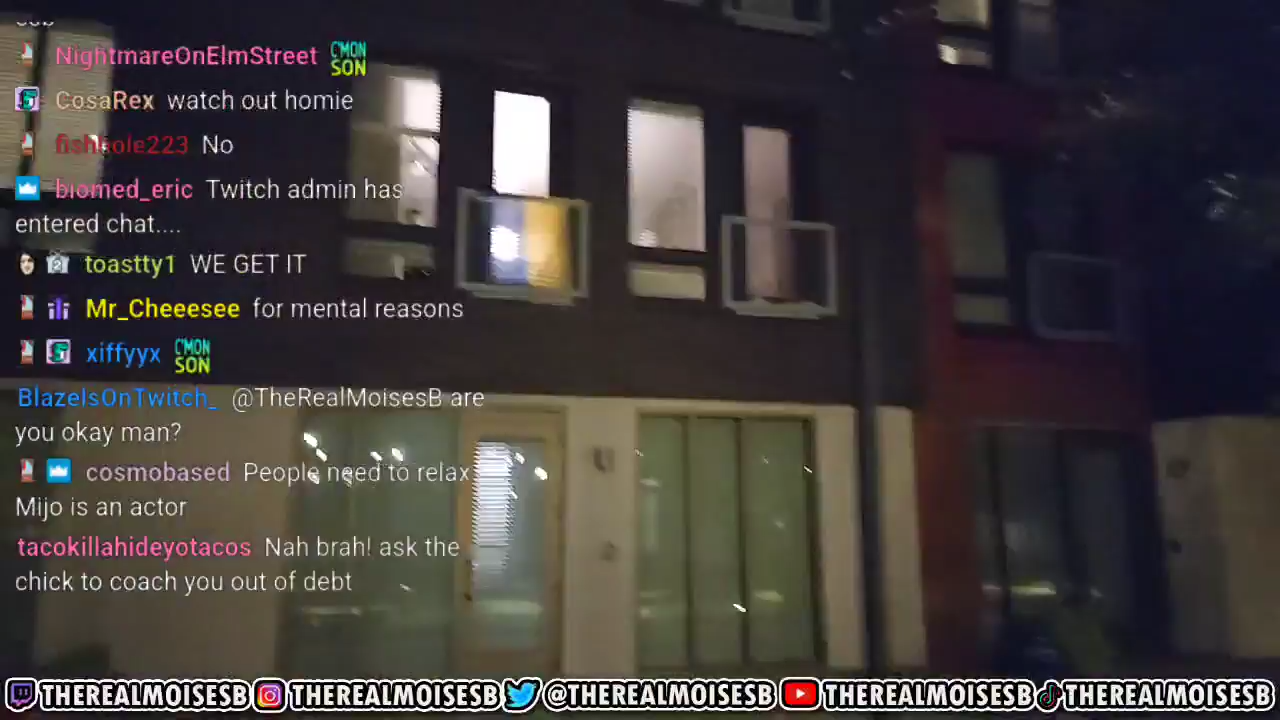 NightmareOnElmStreet C'MON SON
CosaRex watch out homie
fishhole223 No
biomed_eric Twitch admin has
entered chat....
toastty1 WE GET IT
Mr_Cheeesee for mental reasons
xiffyyx C'MON SON
BlazeIsOnTwitch_ @TheRealMoisesB are
you okay man?
cosmobased People need to relax
Mijo is an actor
tacokillahideyotacos Nah brah! ask the
chick to coach you out of debt
THEREALMOISESB THEREALMOISESB @THEREALMOISESB THEREALMOISESB THEREALMOISESB